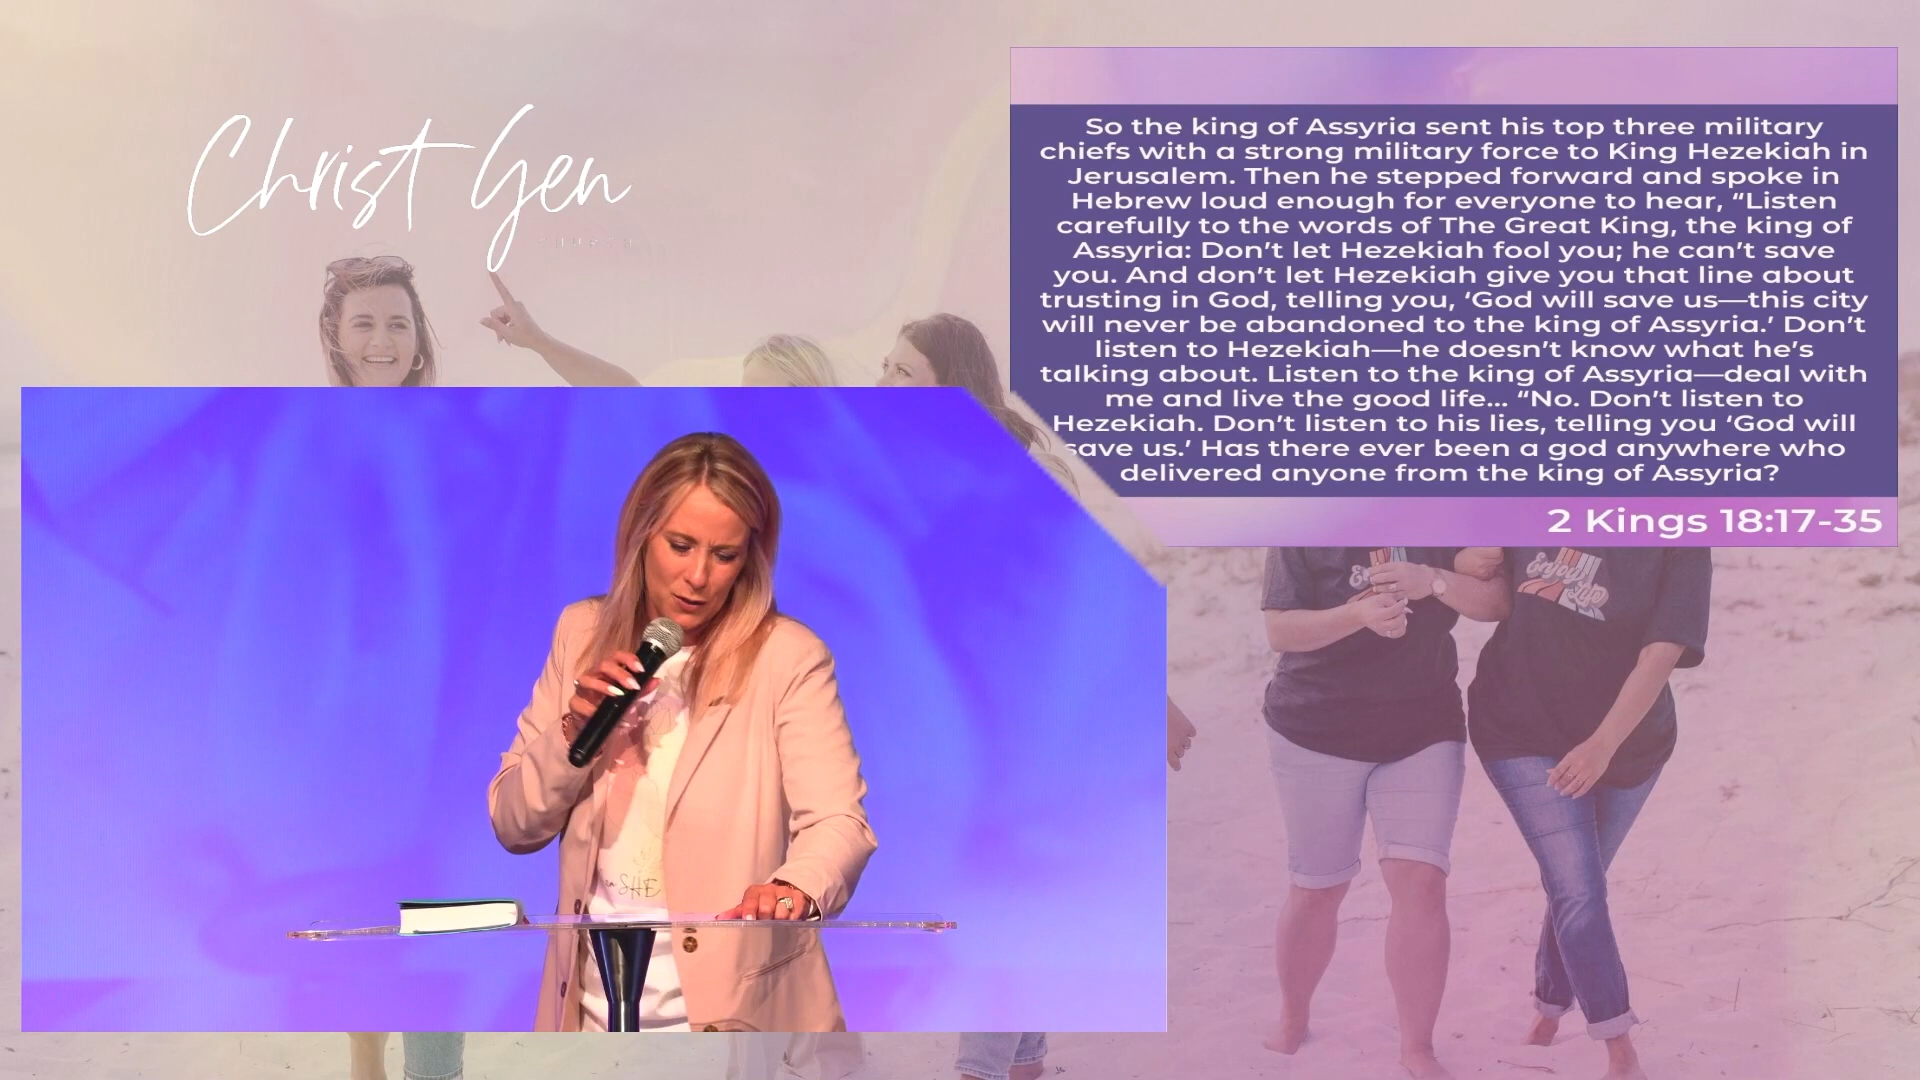 Christ Gen
CHURCH
So the king of Assyria sent his top three military
chiefs with a strong military force to King Hezekiah in
Jerusalem. Then he stepped forward and spoke in
Hebrew loud enough for everyone to hear, “Listen
carefully to the words of The Great King, the king of
Assyria: Don’t let Hezekiah fool you; he can’t save
you. And don’t let Hezekiah give you that line about
trusting in God, telling you, ‘God will save us—this city
will never be abandoned to the king of Assyria.’ Don’t
listen to Hezekiah—he doesn’t know what he’s
talking about. Listen to the king of Assyria—deal with
me and live the good life... “No. Don’t listen to
Hezekiah. Don’t listen to his lies, telling you ‘God will
save us.’ Has there ever been a god anywhere who
delivered anyone from the king of Assyria?
2 Kings 18:17-35
Enjoy
Life
SHE